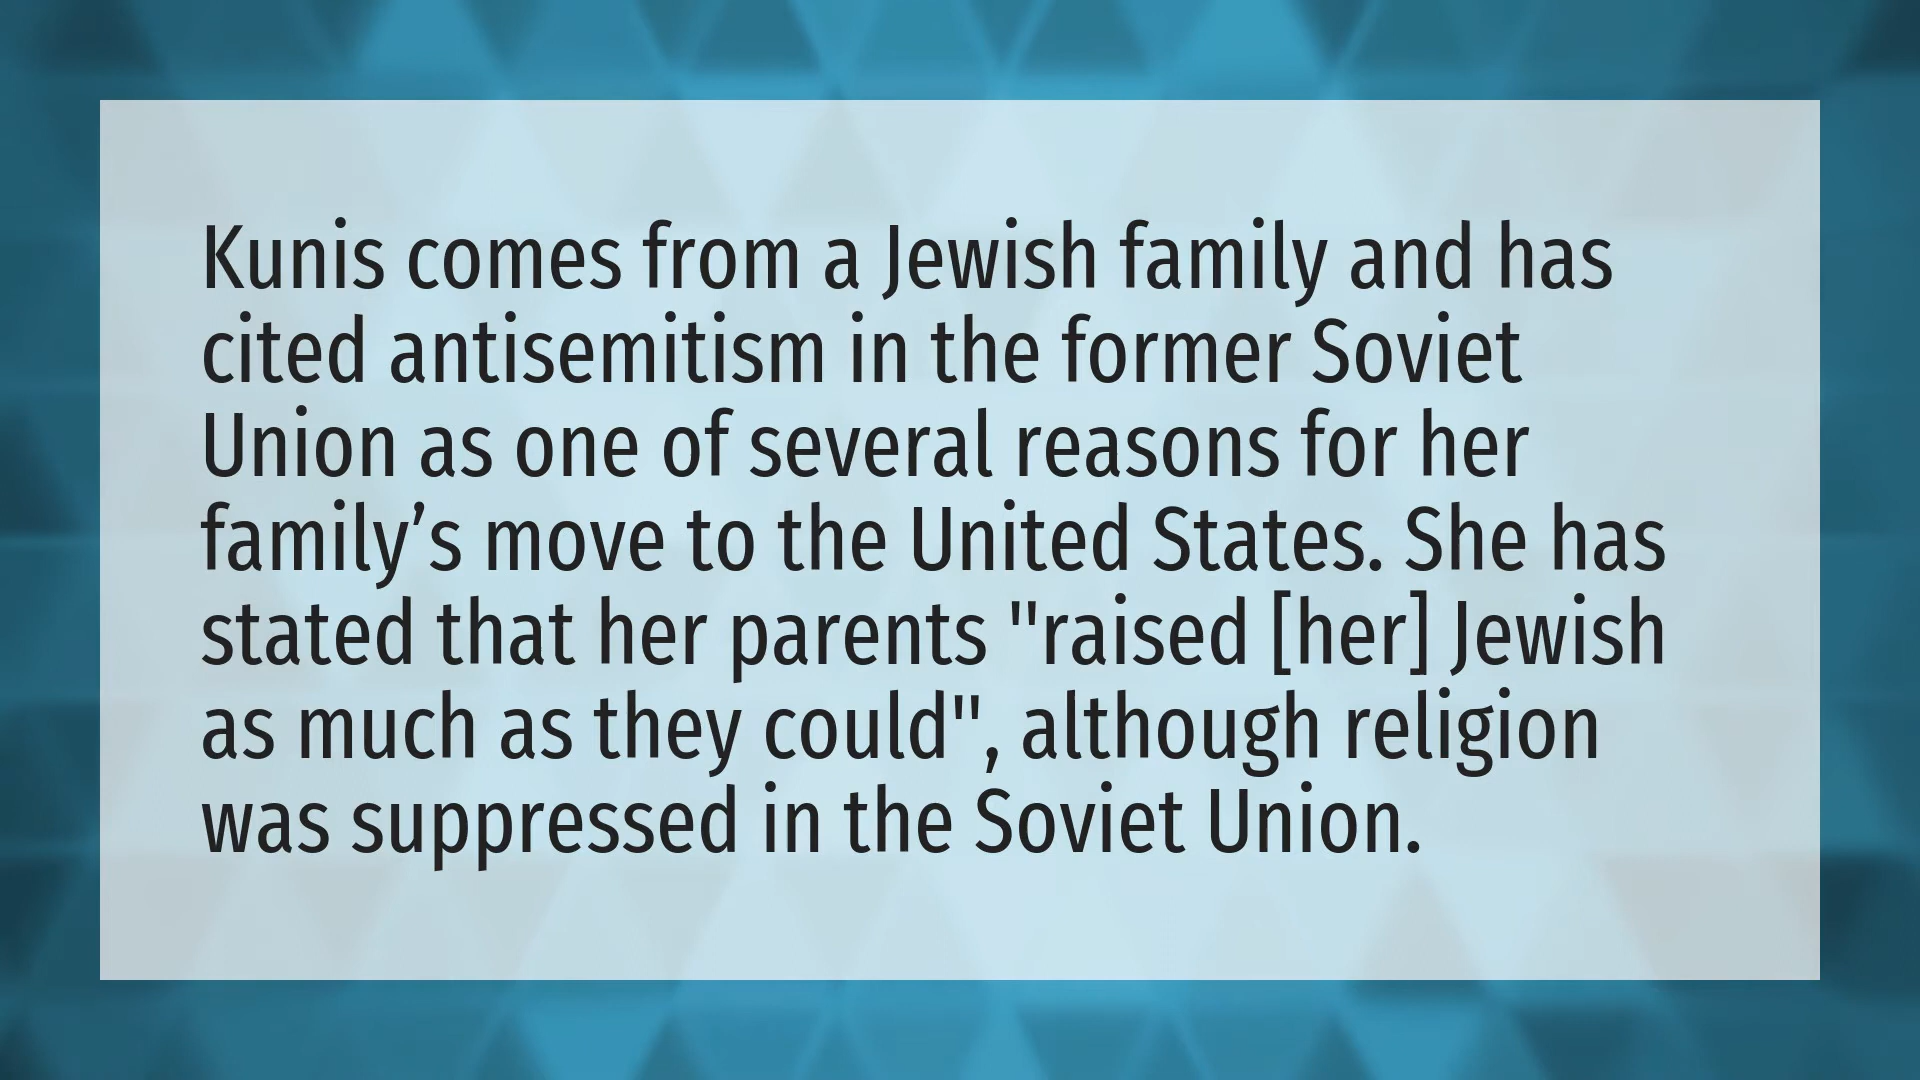 Kunis comes from a Jewish family and has
cited antisemitism in the former Soviet
Union as one of several reasons for her
family’s move to the United States. She has
stated that her parents "raised [her] Jewish
as much as they could", although religion
was suppressed in the Soviet Union.